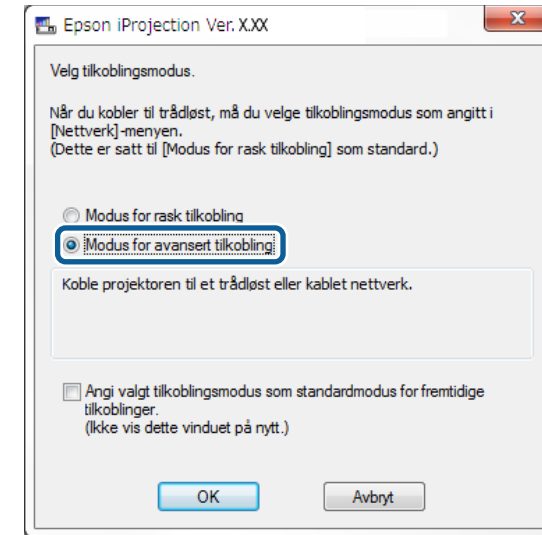 Epson iProjection Ver. X.XX
Velg tilkoblingsmodus.
Når du kobler til trådløst, må du velge tilkoblingsmodus som angitt i
[Nettverk]-menyen.
(Dette er satt til [Modus for rask tilkobling] som standard.)
Modus for rask tilkobling
Modus for avansert tilkobling
Koble projektoren til et trådløst eller kablet nettverk.
Angi valgt tilkoblingsmodus som standardmodus for fremtidige
tilkoblinger.
(Ikke vis dette vinduet på nytt.)
OK
Avbryt